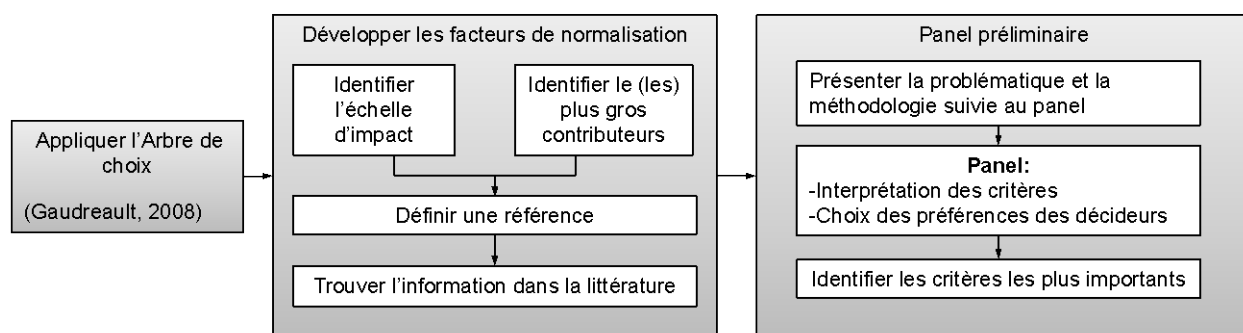 Appliquer l'Arbre de
choix
(Gaudreault, 2008)
Développer les facteurs de normalisation
Identifier
l'échelle
d'impact
Identifier le (les)
plus gros
contributeurs
Définir une référence
Trouver l'information dans la littérature
Panel préliminaire
Présenter la problématique et la
méthodologie suivie au panel
Panel:
-Interprétation des critères
-Choix des préférences des décideurs
Identifier les critères les plus importants